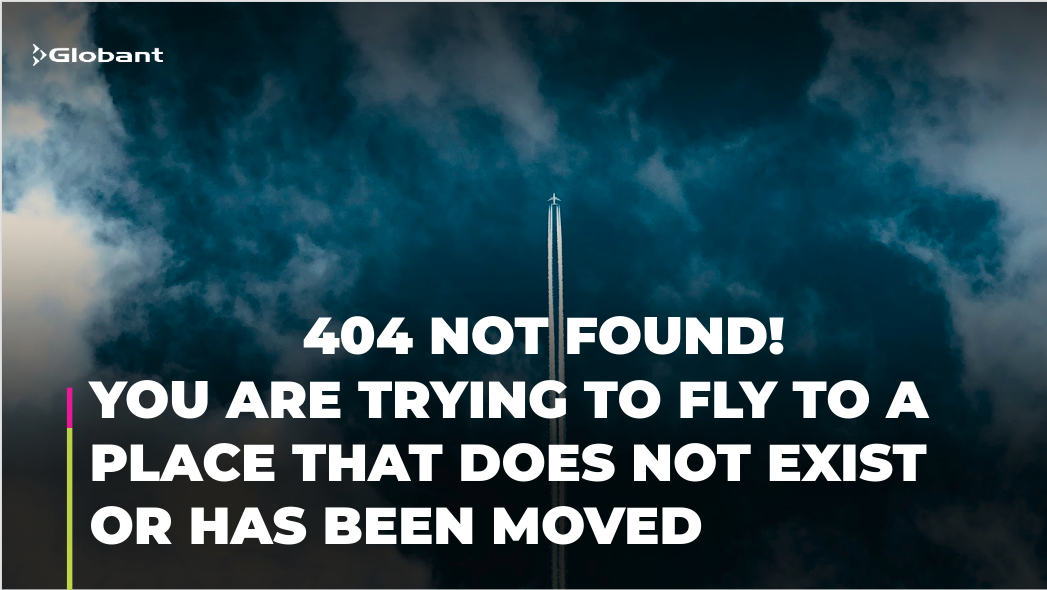 Globant
404 NOT FOUND!
YOU ARE TRYING TO FLY TO A
PLACE THAT DOES NOT EXIST
OR HAS BEEN MOVED